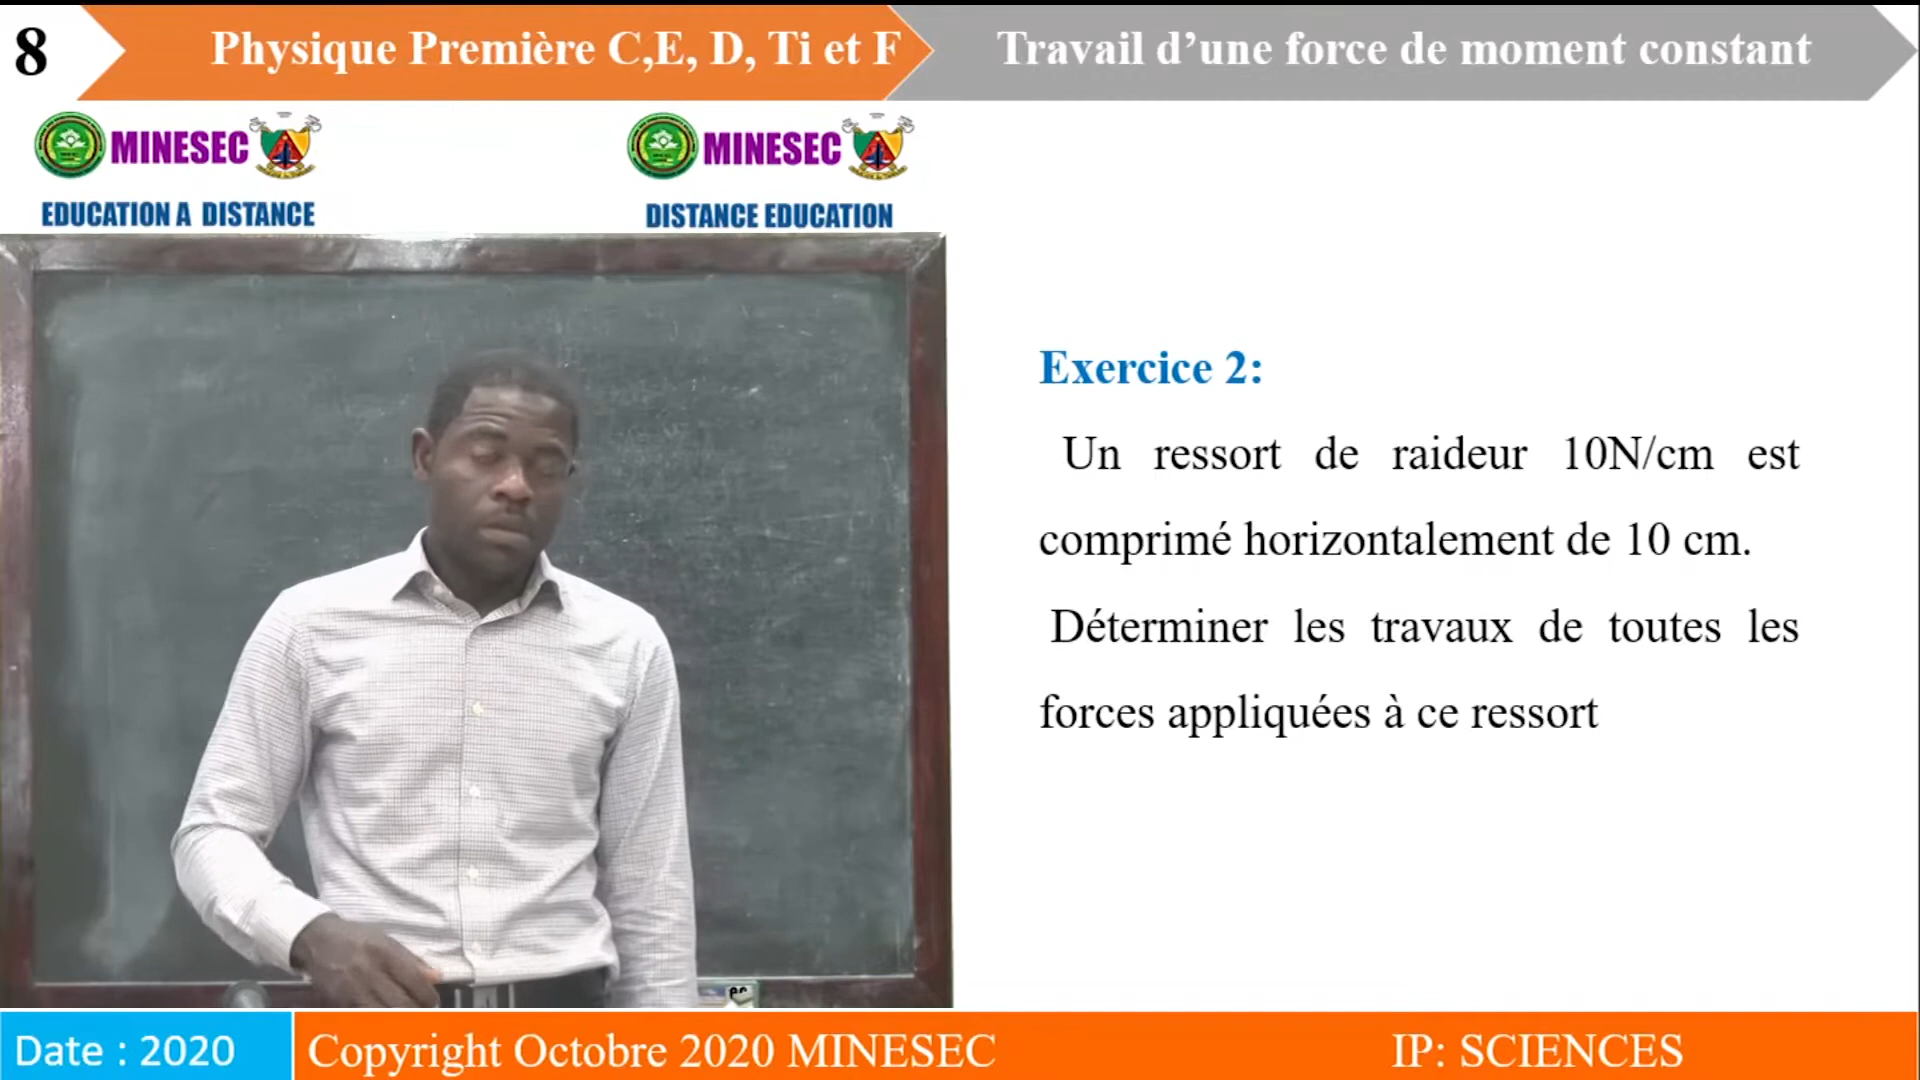 8
Physique Première C,E, D, Ti et F
Travail d’une force de moment constant
MINESEC
EDUCATION A DISTANCE
MINESEC
DISTANCE EDUCATION
Exercice 2:
Un ressort de raideur 10N/cm est
comprimé horizontalement de 10 cm.
Déterminer les travaux de toutes les
forces appliquées à ce ressort
Date : 2020
Copyright Octobre 2020 MINESEC
IP: SCIENCES